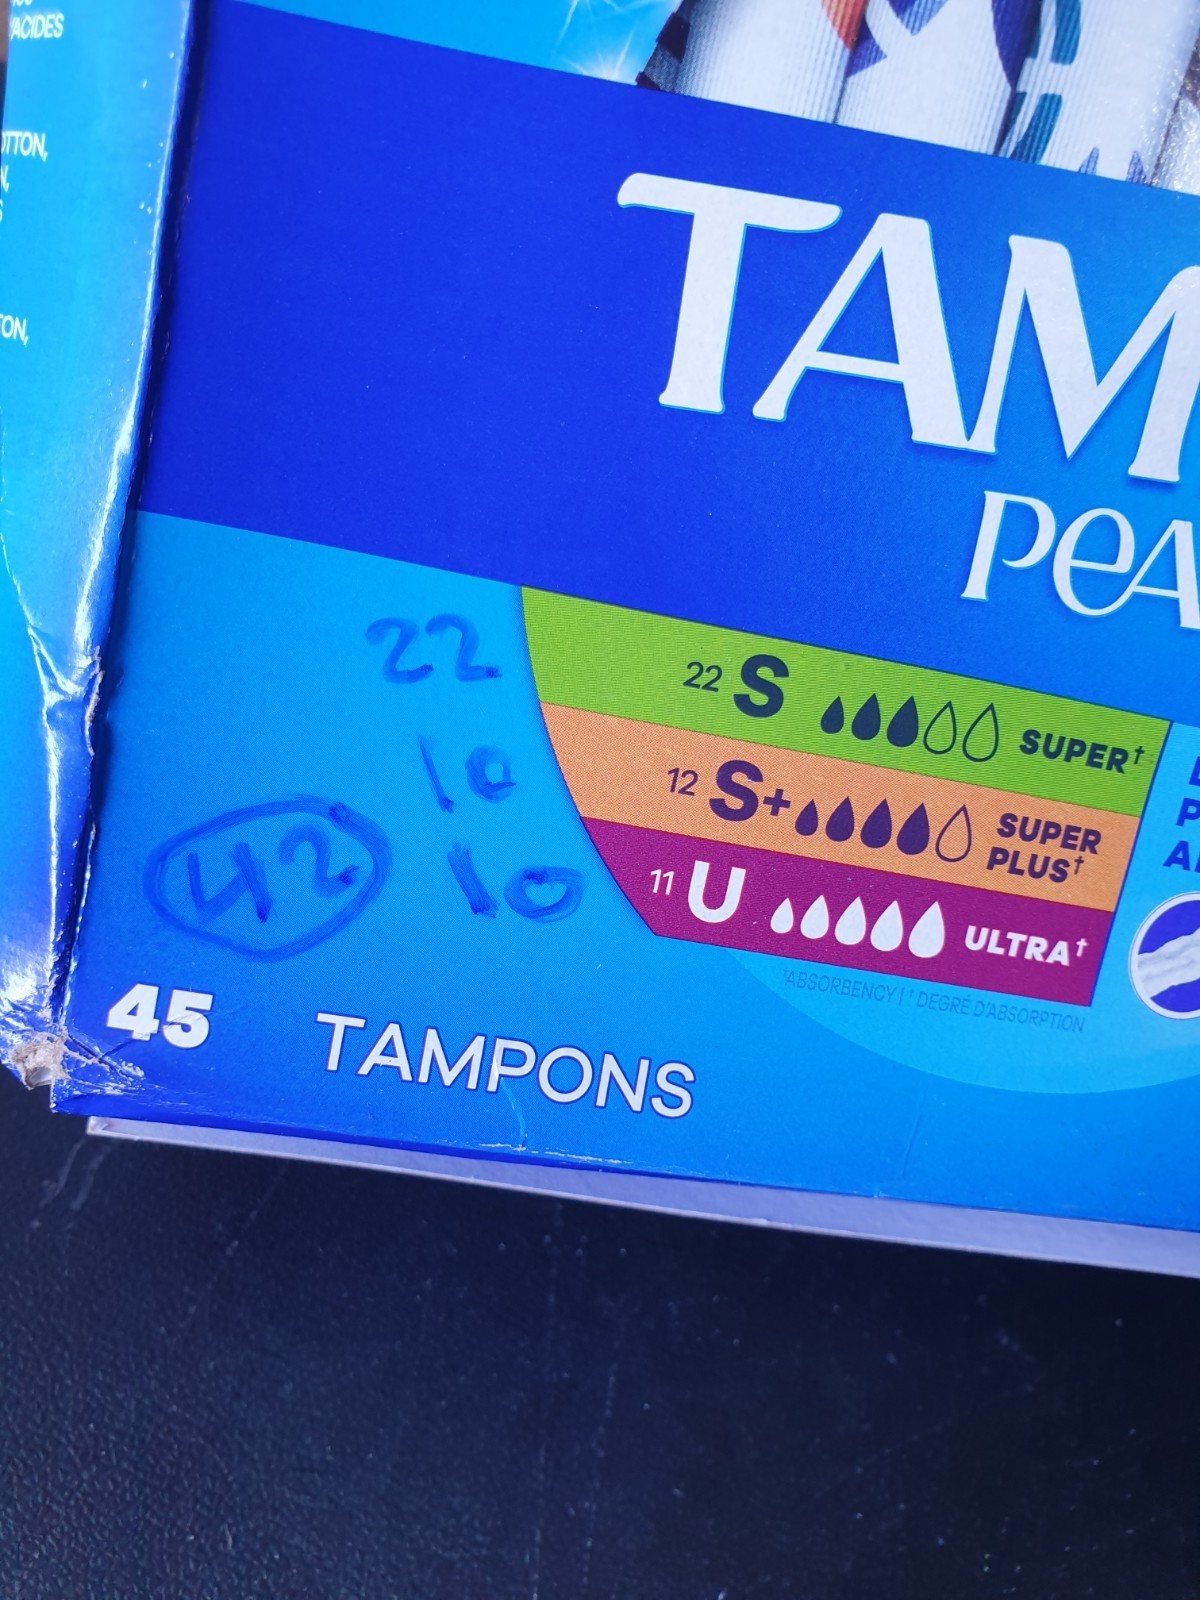 ACIDES
OTTON,
TON,
TAM
PEA
22
10
10
42
22 S SUPER†
12 S+ SUPER
PLUS†
11 U ULTRA†
†ABSORBENCY | † DEGRÉ D'ABSORPTION
45 TAMPONS